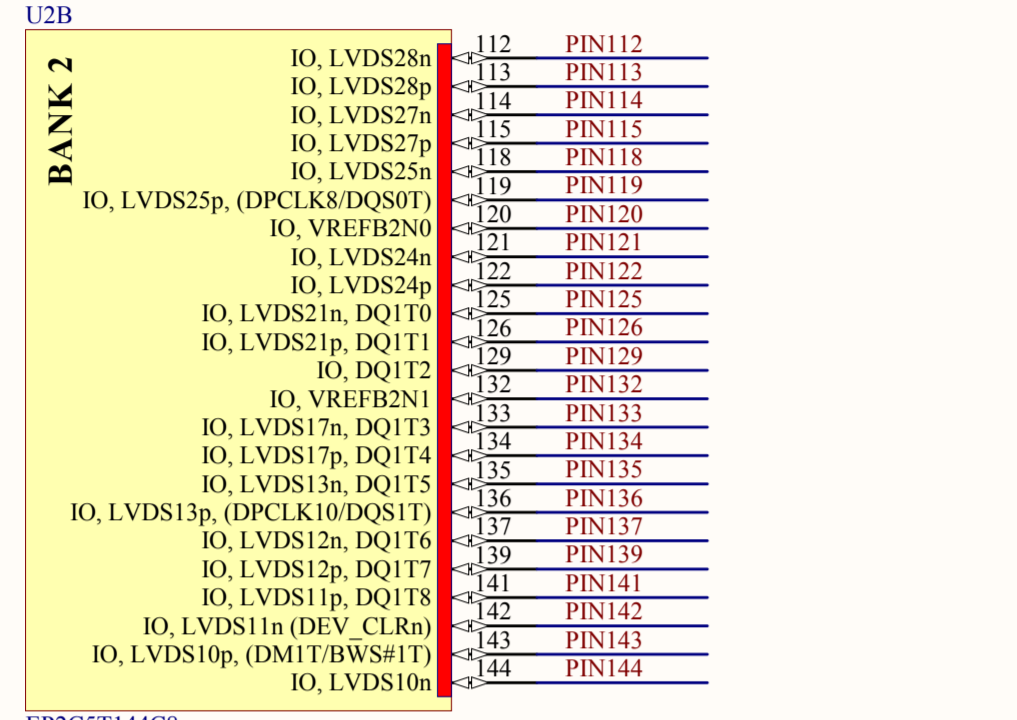 U2B
BANK 2
IO, LVDS28n 112 PIN112
IO, LVDS28p 113 PIN113
IO, LVDS27n 114 PIN114
IO, LVDS27p 115 PIN115
IO, LVDS25n 118 PIN118
IO, LVDS25p, (DPCLK8/DQS0T) 119 PIN119
IO, VREFB2N0 120 PIN120
IO, LVDS24n 121 PIN121
IO, LVDS24p 122 PIN122
IO, LVDS21n, DQ1T0 125 PIN125
IO, LVDS21p, DQ1T1 126 PIN126
IO, DQ1T2 129 PIN129
IO, VREFB2N1 132 PIN132
IO, LVDS17n, DQ1T3 133 PIN133
IO, LVDS17p, DQ1T4 134 PIN134
IO, LVDS13n, DQ1T5 135 PIN135
IO, LVDS13p, (DPCLK10/DQS1T) 136 PIN136
IO, LVDS12n, DQ1T6 137 PIN137
IO, LVDS12p, DQ1T7 139 PIN139
IO, LVDS11p, DQ1T8 141 PIN141
IO, LVDS11n (DEV_CLRn) 142 PIN142
IO, LVDS10p, (DM1T/BWS#1T) 143 PIN143
IO, LVDS10n 144 PIN144